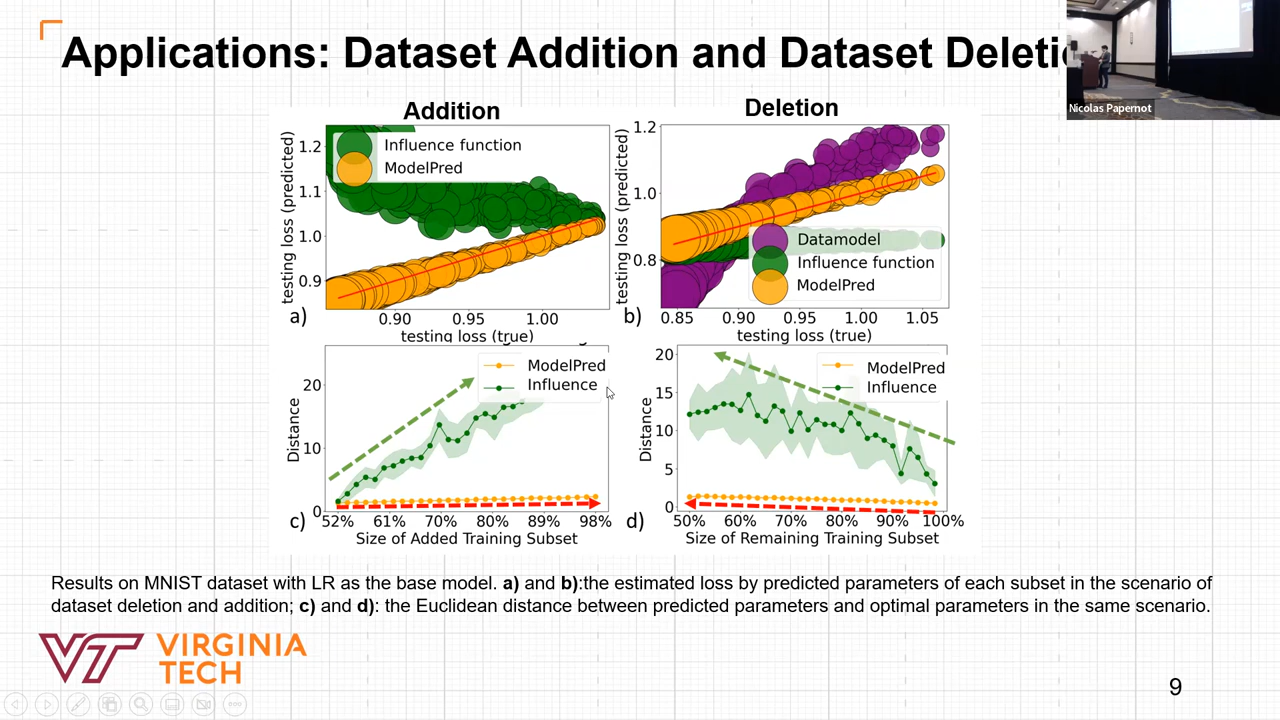 Applications: Dataset Addition and Dataset Deleti
Nicolas Papernot
Addition
Deletion
Influence function
ModelPred
testing loss (predicted)
1.2
1.1
1.0
0.9
0.90 0.95 1.00
a)
testing loss (true)
Datamodel
Influence function
ModelPred
testing loss (predicted)
1.2
1.0
0.8
0.85 0.90 0.95 1.00 1.05
b)
testing loss (true)
ModelPred
Influence
Distance
20
10
0
52% 61% 70% 80% 89% 98%
c)
Size of Added Training Subset
ModelPred
Influence
Distance
20
15
10
5
0
50% 60% 70% 80% 90% 100%
d)
Size of Remaining Training Subset
Results on MNIST dataset with LR as the base model. a) and b):the estimated loss by predicted parameters of each subset in the scenario of
dataset deletion and addition; c) and d): the Euclidean distance between predicted parameters and optimal parameters in the same scenario.
VT VIRGINIA
TECH
9